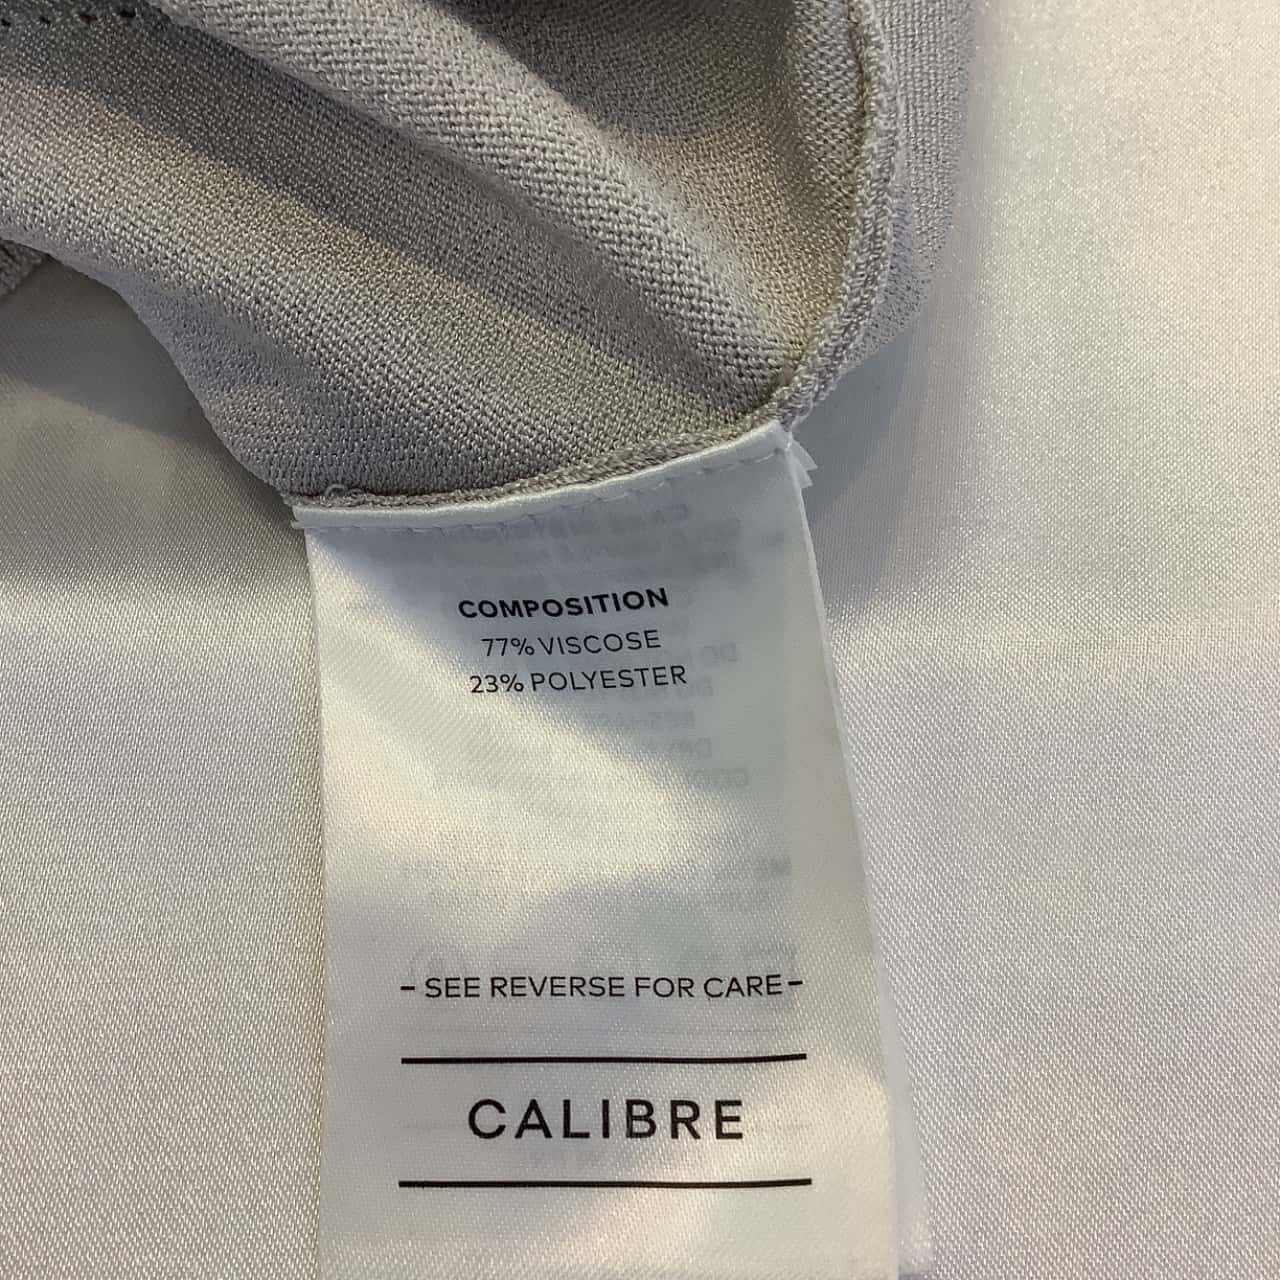 COMPOSITION
77% VISCOSE
23% POLYESTER
- SEE REVERSE FOR CARE -
CALIBRE